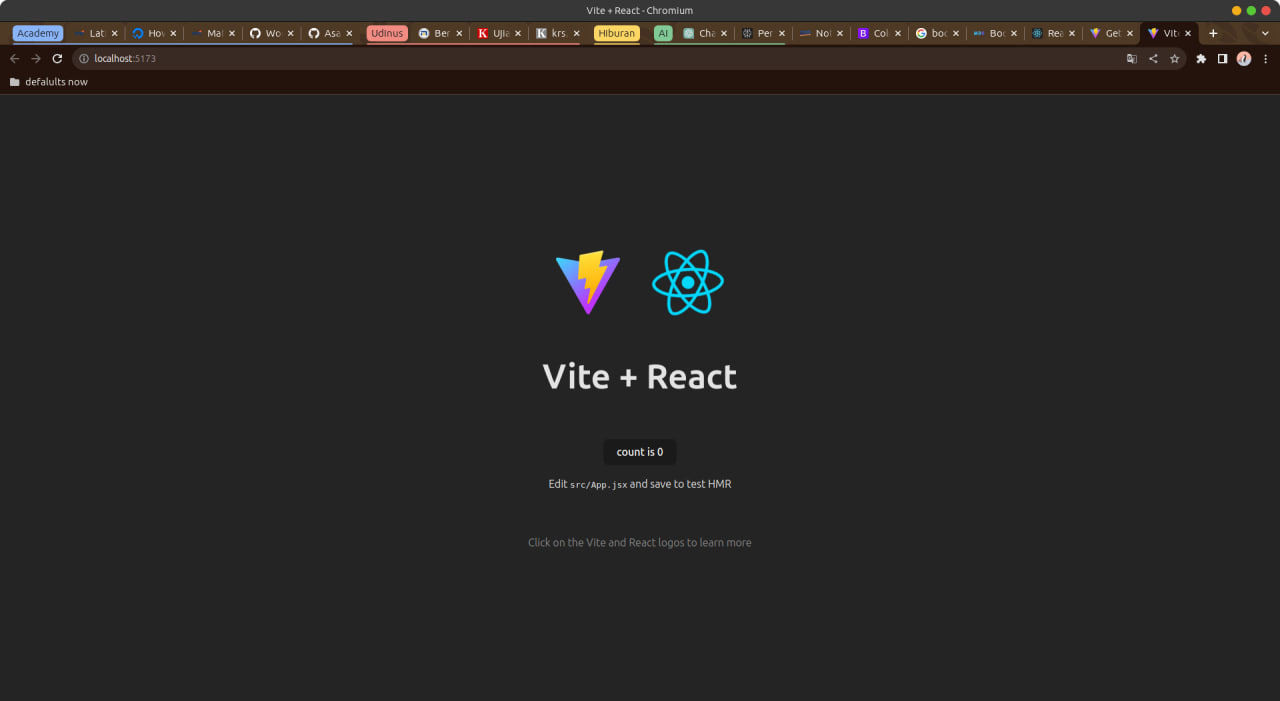 Vite + React - Chromium
Academy Lat How Mal Wo Asa Udinus Ber Ujia krs. Hiburan AI Cha Per No Col boo Boo Rea Get Vite
localhost:5173
defalults now
Vite + React
count is 0
Edit src/App.jsx and save to test HMR
Click on the Vite and React logos to learn more